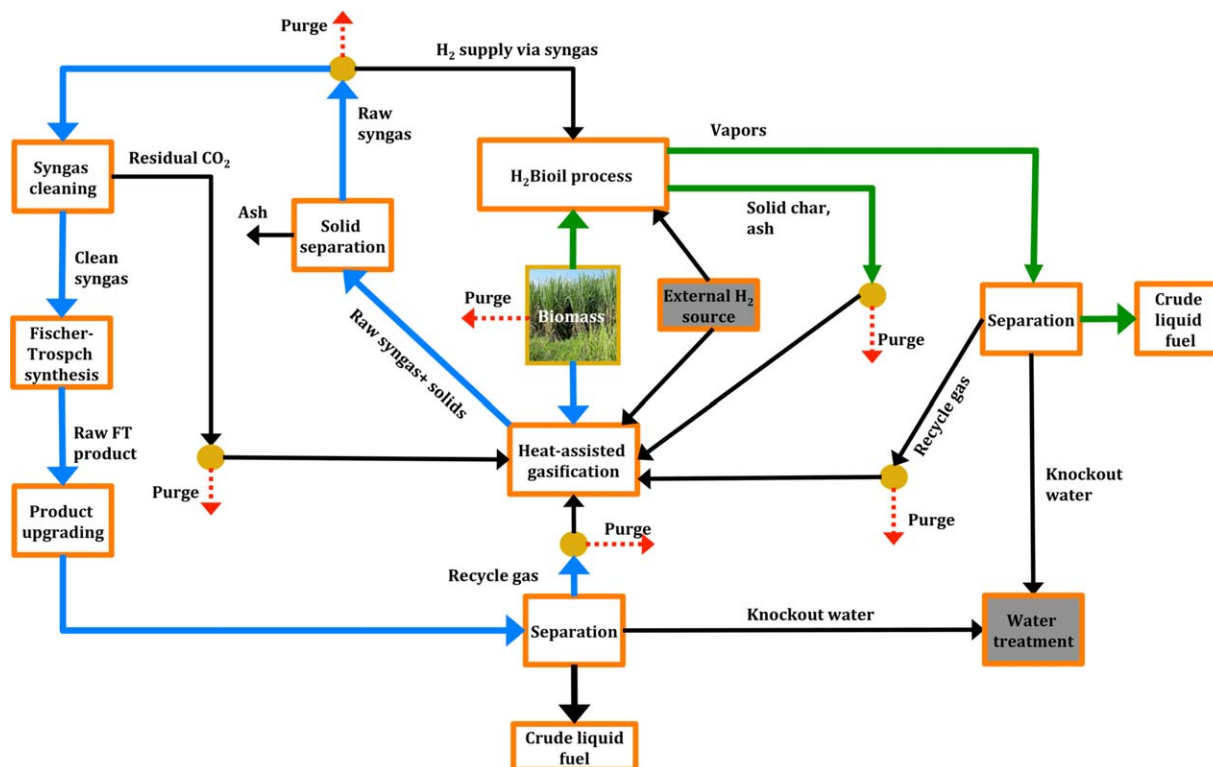 Purge
H₂ supply via syngas
Raw
syngas
Vapors
Syngas
cleaning
Residual CO₂
H₂Bioil process
Ash
Solid
separation
Solid char,
ash
Clean
syngas
Purge
Biomass
External H₂
source
Purge
Separation
Crude
liquid
fuel
Fischer-
Trospch
synthesis
Raw syngas+ solids
Recycle gas
Raw FT
product
Heat-assisted
gasification
Knockout
water
Purge
Purge
Product
upgrading
Purge
Recycle gas
Separation
Knockout water
Water
treatment
Crude liquid
fuel